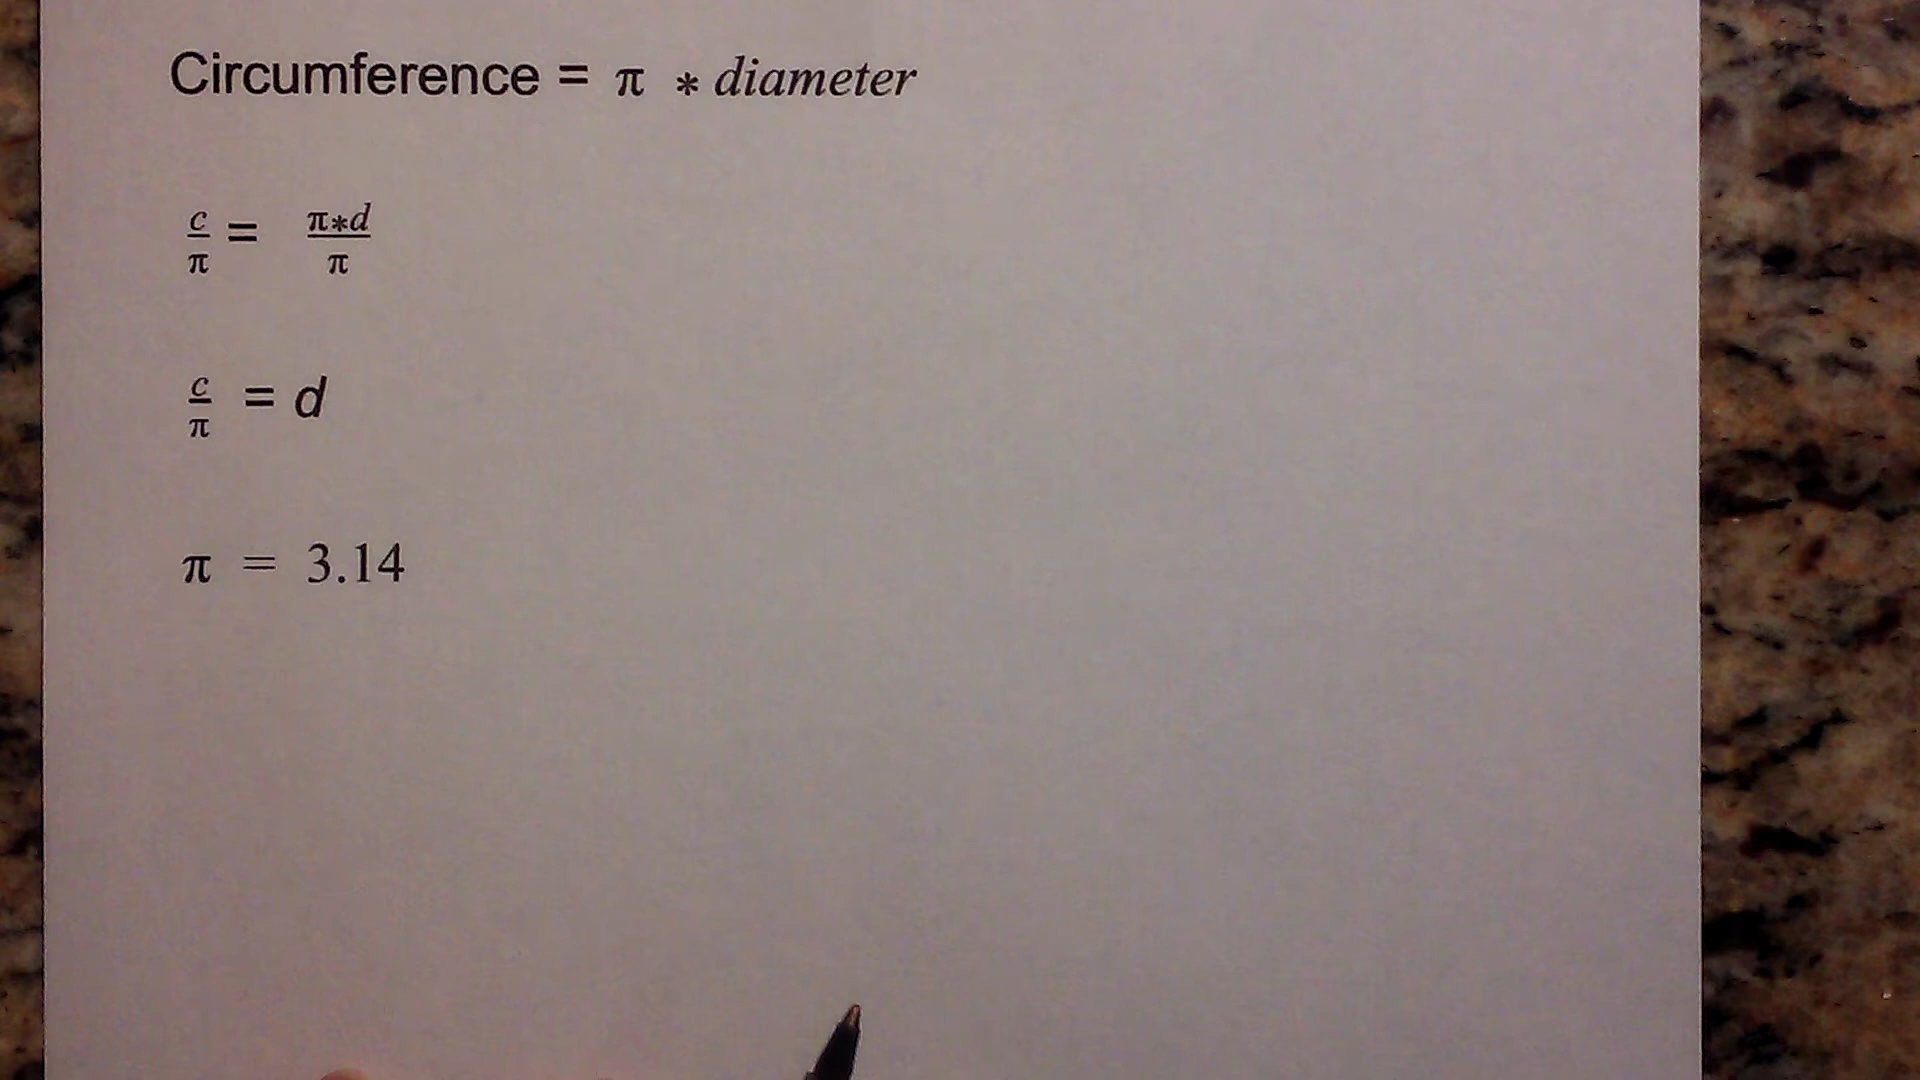 Circumference = π * diameter
c/π = π*d/π
c/π = d
π = 3.14